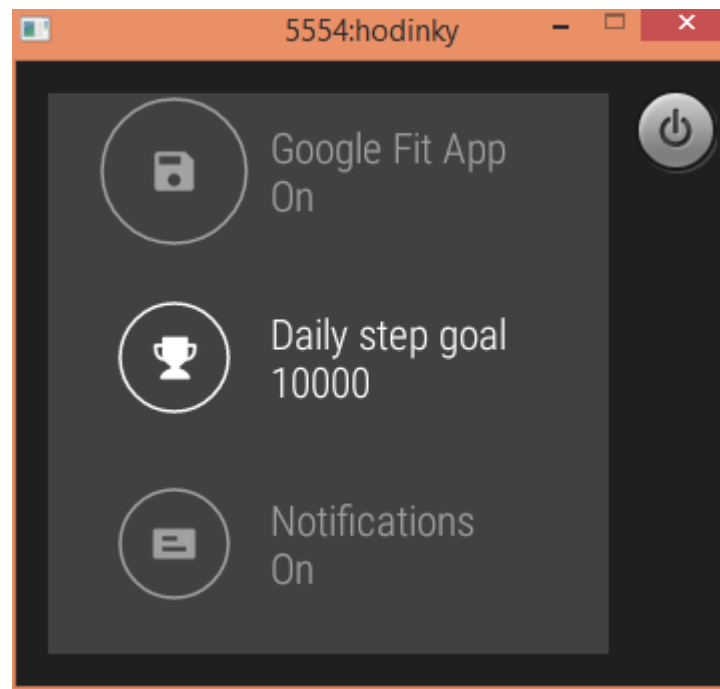 5554:hodinky
Google Fit App
On
Daily step goal
10000
Notifications
On